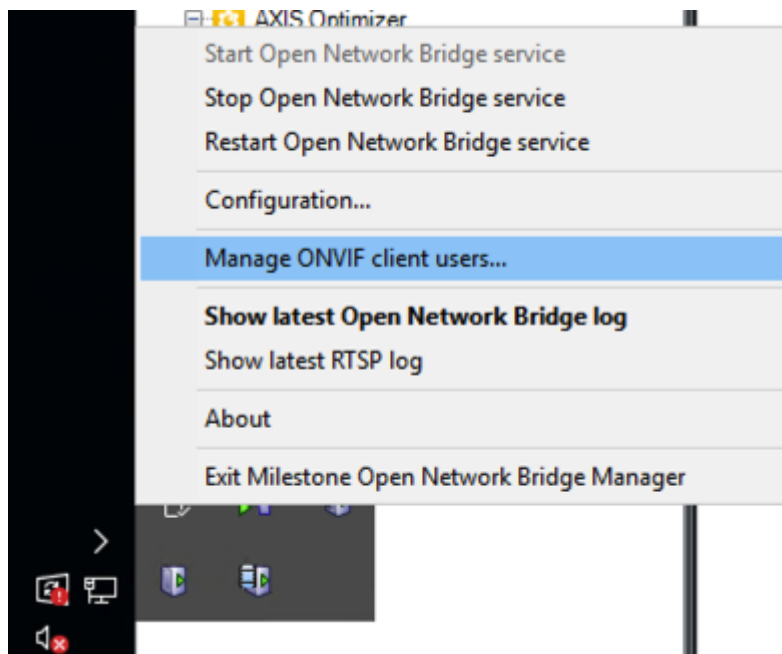 AXIS Optimizer
Start Open Network Bridge service
Stop Open Network Bridge service
Restart Open Network Bridge service
Configuration...
Manage ONVIF client users...
Show latest Open Network Bridge log
Show latest RTSP log
About
Exit Milestone Open Network Bridge Manager